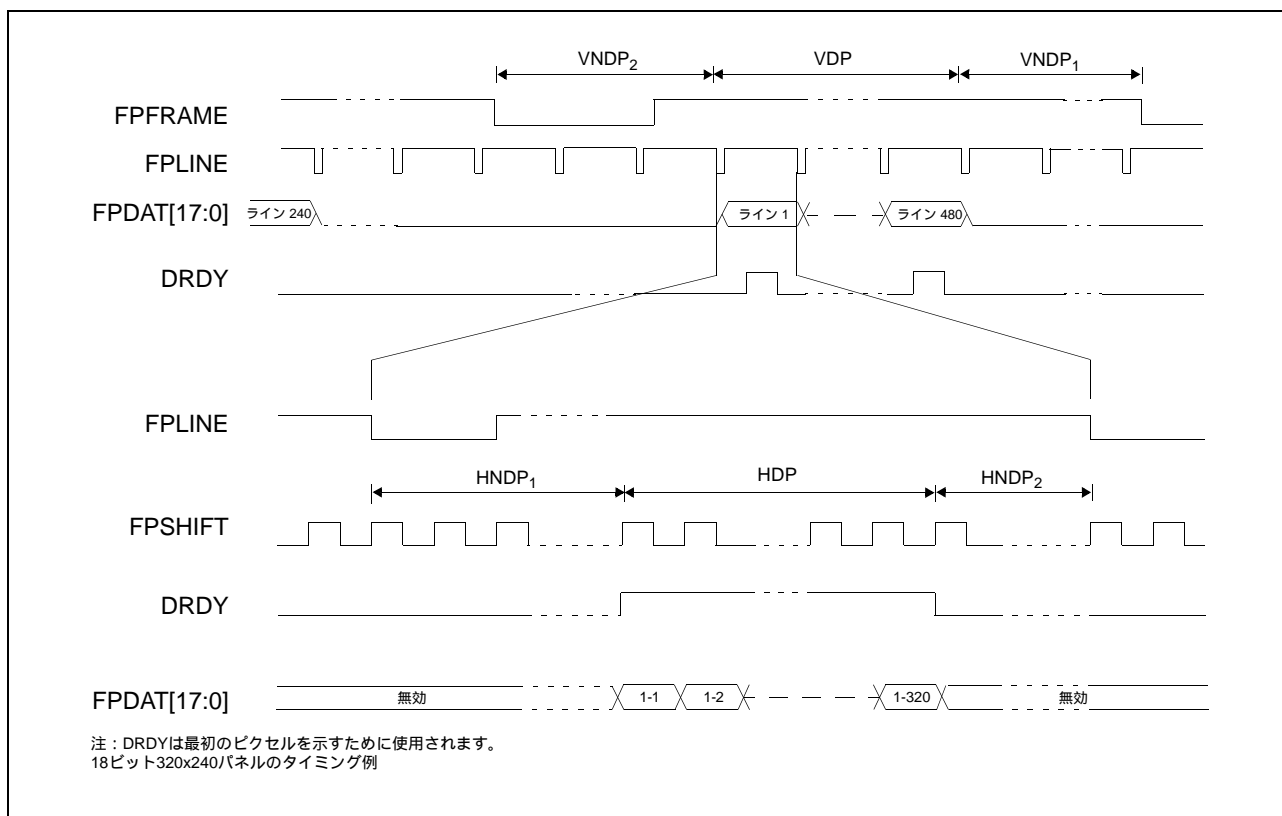 VNDP2 VDP VNDP1
FPFRAME
FPLINE
FPDAT[17:0] ライン 240 ライン 1 ライン 480
DRDY
FPLINE
HNDP1 HDP HNDP2
FPSHIFT
DRDY
FPDAT[17:0] 無効 1-1 1-2 1-320 無効
注：DRDYは最初のピクセルを示すために使用されます。
18ビット320x240パネルのタイミング例